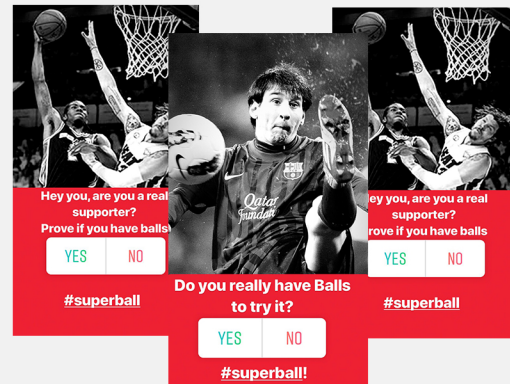 Hey you, are you a real
supporter?
Prove if you have balls
YES NO
#superball
Qatar
Foundation
Do you really have Balls
to try it?
YES NO
#superball!
ey you, are you a real
supporter?
rove if you have balls
YES NO
#superball